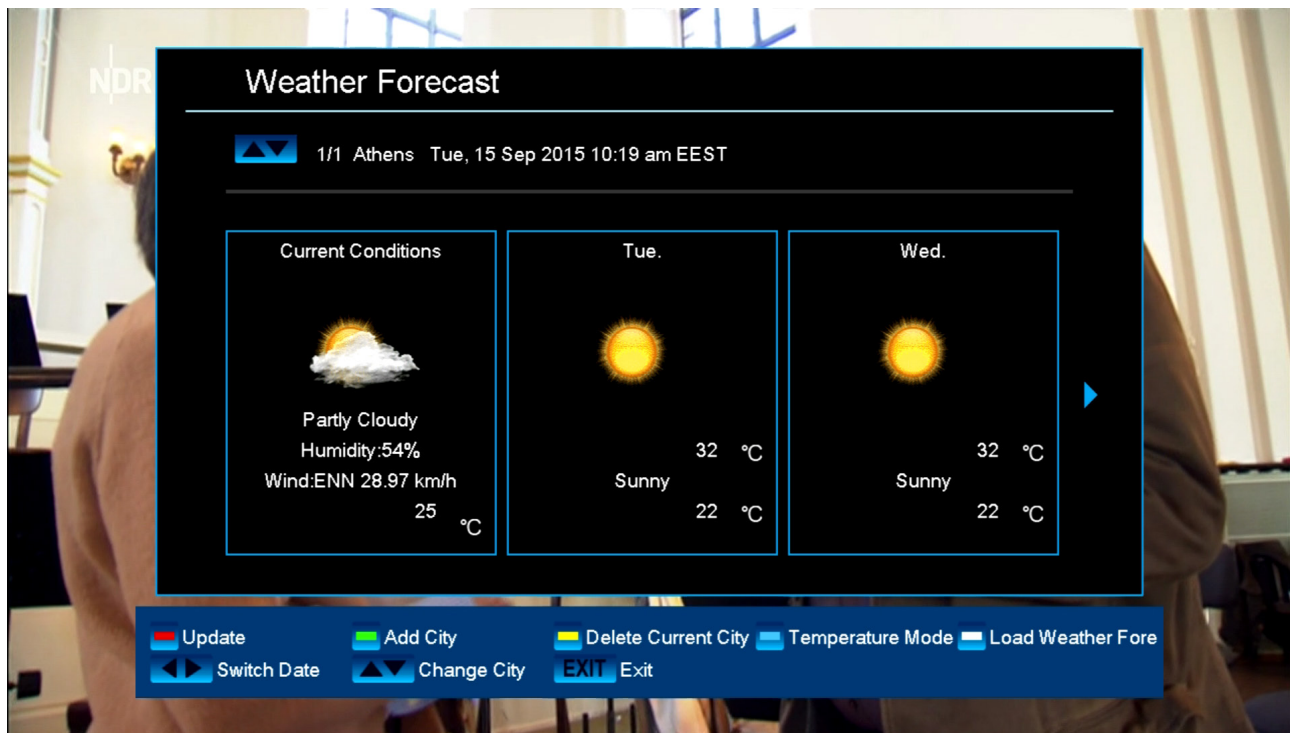 NDR
Weather Forecast
1/1 Athens Tue, 15 Sep 2015 10:19 am EEST
Current Conditions
Partly Cloudy
Humidity:54%
Wind:ENN 28.97 km/h
25 °C
Tue.
32 °C
Sunny
22 °C
Wed.
32 °C
Sunny
22 °C
Update Add City Delete Current City Temperature Mode Load Weather Fore
Switch Date Change City EXIT Exit